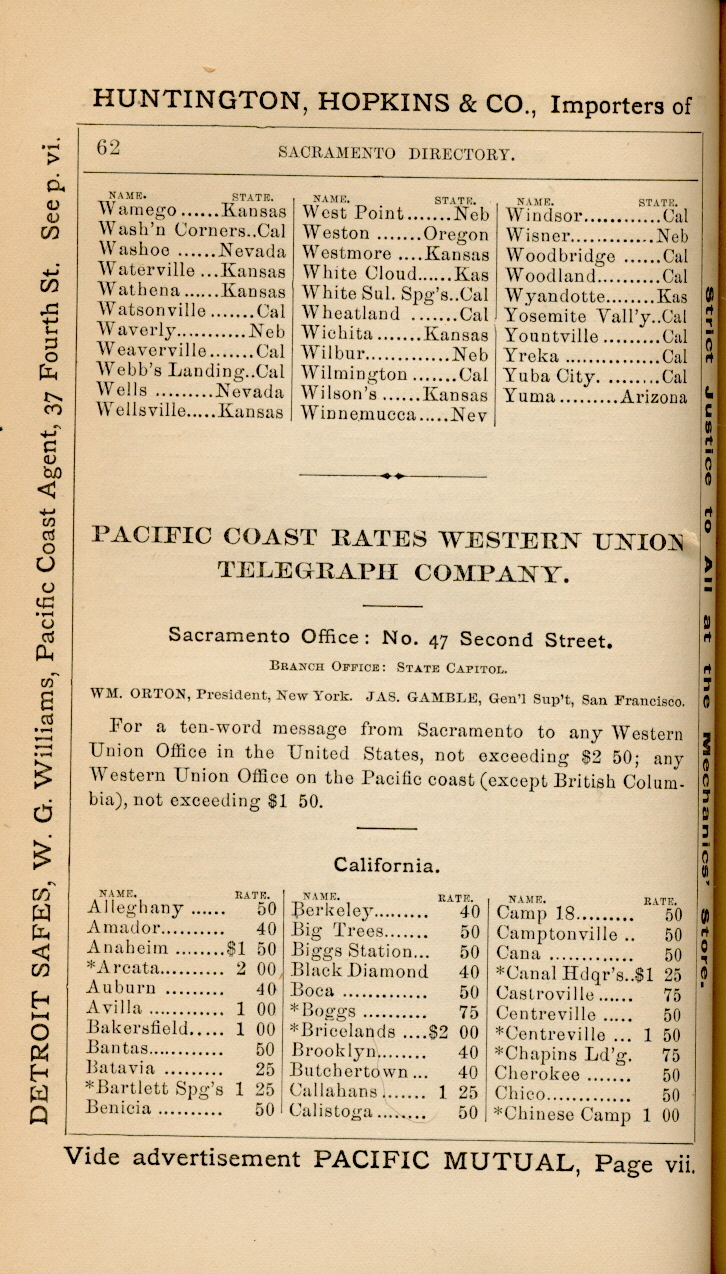 HUNTINGTON, HOPKINS & CO., Importers of
62
SACRAMENTO DIRECTORY.
NAME. STATE.
Wamego......Kansas
Wash'n Corners..Cal
Washoe ......Nevada
Waterville ...Kansas
Wathena......Kansas
Watsonville .......Cal
Waverly..........Neb
Weaverville.......Cal
Webb's Landing..Cal
Wells .........Nevada
Wellsville.....Kansas
NAME. STATE.
West Point.......Neb
Weston .......Oregon
Westmore ....Kansas
White Cloud......Kas
White Sul. Spg's..Cal
Wheatland .......Cal
Wichita.......Kansas
Wilbur............Neb
Wilmington .......Cal
Wilson's ......Kansas
Winnemucca.....Nev
NAME. STATE.
Windsor............Cal
Wisner.............Neb
Woodbridge ......Cal
Woodland..........Cal
Wyandotte........Kas
Yosemite Vall'y..Cal
Yountville .........Cal
Yreka ..............Cal
Yuba City. ........Cal
Yuma .........Arizona
PACIFIC COAST RATES WESTERN UNION
TELEGRAPH COMPANY.
Sacramento Office: No. 47 Second Street.
BRANCH OFFICE: STATE CAPITOL.
WM. ORTON, President, New York. JAS. GAMBLE, Gen'l Sup't, San Francisco.
For a ten-word message from Sacramento to any Western
Union Office in the United States, not exceeding $2 50; any
Western Union Office on the Pacific coast (except British Colum-
bia), not exceeding $1 50.
California.
NAME. RATE.
Alleghany ...... 50
Amador.......... 40
Anaheim ........$1 50
*Arcata.......... 2 00
Auburn ......... 40
Avilla .......... 1 00
Bakersfield..... 1 00
Bantas............ 50
Batavia ......... 25
*Bartlett Spg's 1 25
Benicia .......... 50
NAME. RATE.
Berkeley......... 40
Big Trees....... 50
Biggs Station... 50
Black Diamond 40
Boca ............ 50
*Boggs .......... 75
*Bricelands ....$2 00
Brooklyn........ 40
Butchertown ... 40
Callahans ....... 1 25
Calistoga ........ 50
NAME. RATE.
Camp 18......... 50
Camptonville .. 50
Cana ............ 50
*Canal Hdqr's..$1 25
Castroville ...... 75
Centreville ..... 50
*Centreville ... 1 50
*Chapins Ld'g. 75
Cherokee ....... 50
Chico............. 50
*Chinese Camp 1 00
Vide advertisement PACIFIC MUTUAL, Page vii.
DETROIT SAFES, W. G. Williams, Pacific Coast Agent, 37 Fourth St. See p. vi.
Strict Justice to All at the Mechanics' Store.